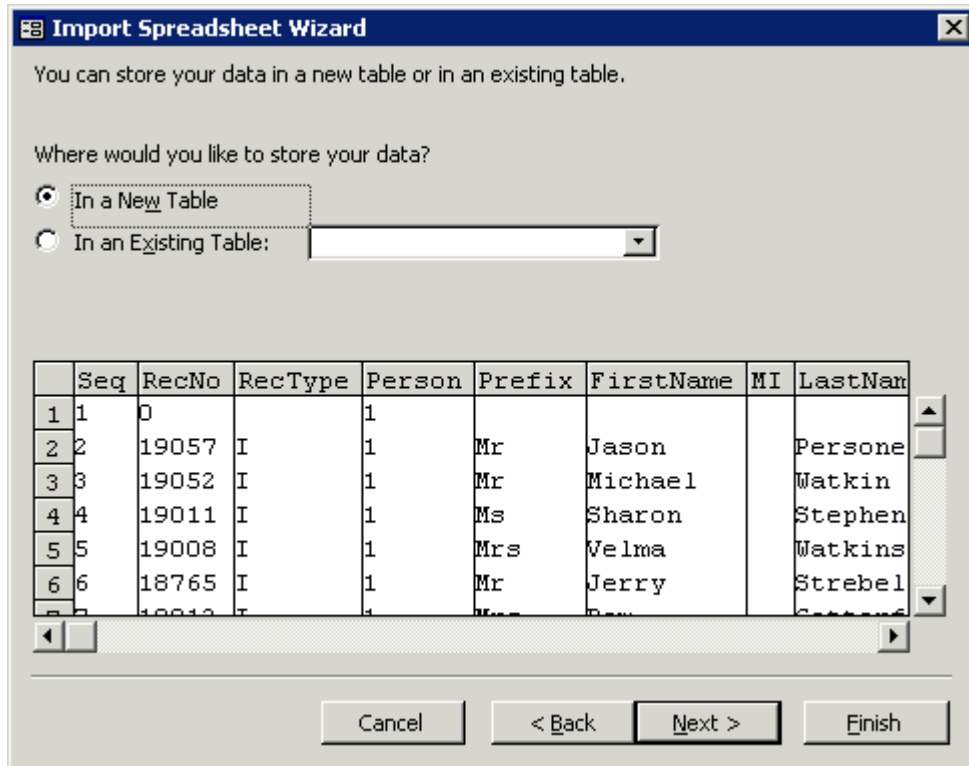 Import Spreadsheet Wizard
You can store your data in a new table or in an existing table.
Where would you like to store your data?
In a New Table
In an Existing Table:
Seq RecNo RecType Person Prefix FirstName MI LastNam
1 1 0 1
2 2 19057 I 1 Mr Jason Persone
3 3 19052 I 1 Mr Michael Watkin
4 4 19011 I 1 Ms Sharon Stephen
5 5 19008 I 1 Mrs Velma Watkins
6 6 18765 I 1 Mr Jerry Strebel
Cancel < Back Next > Finish